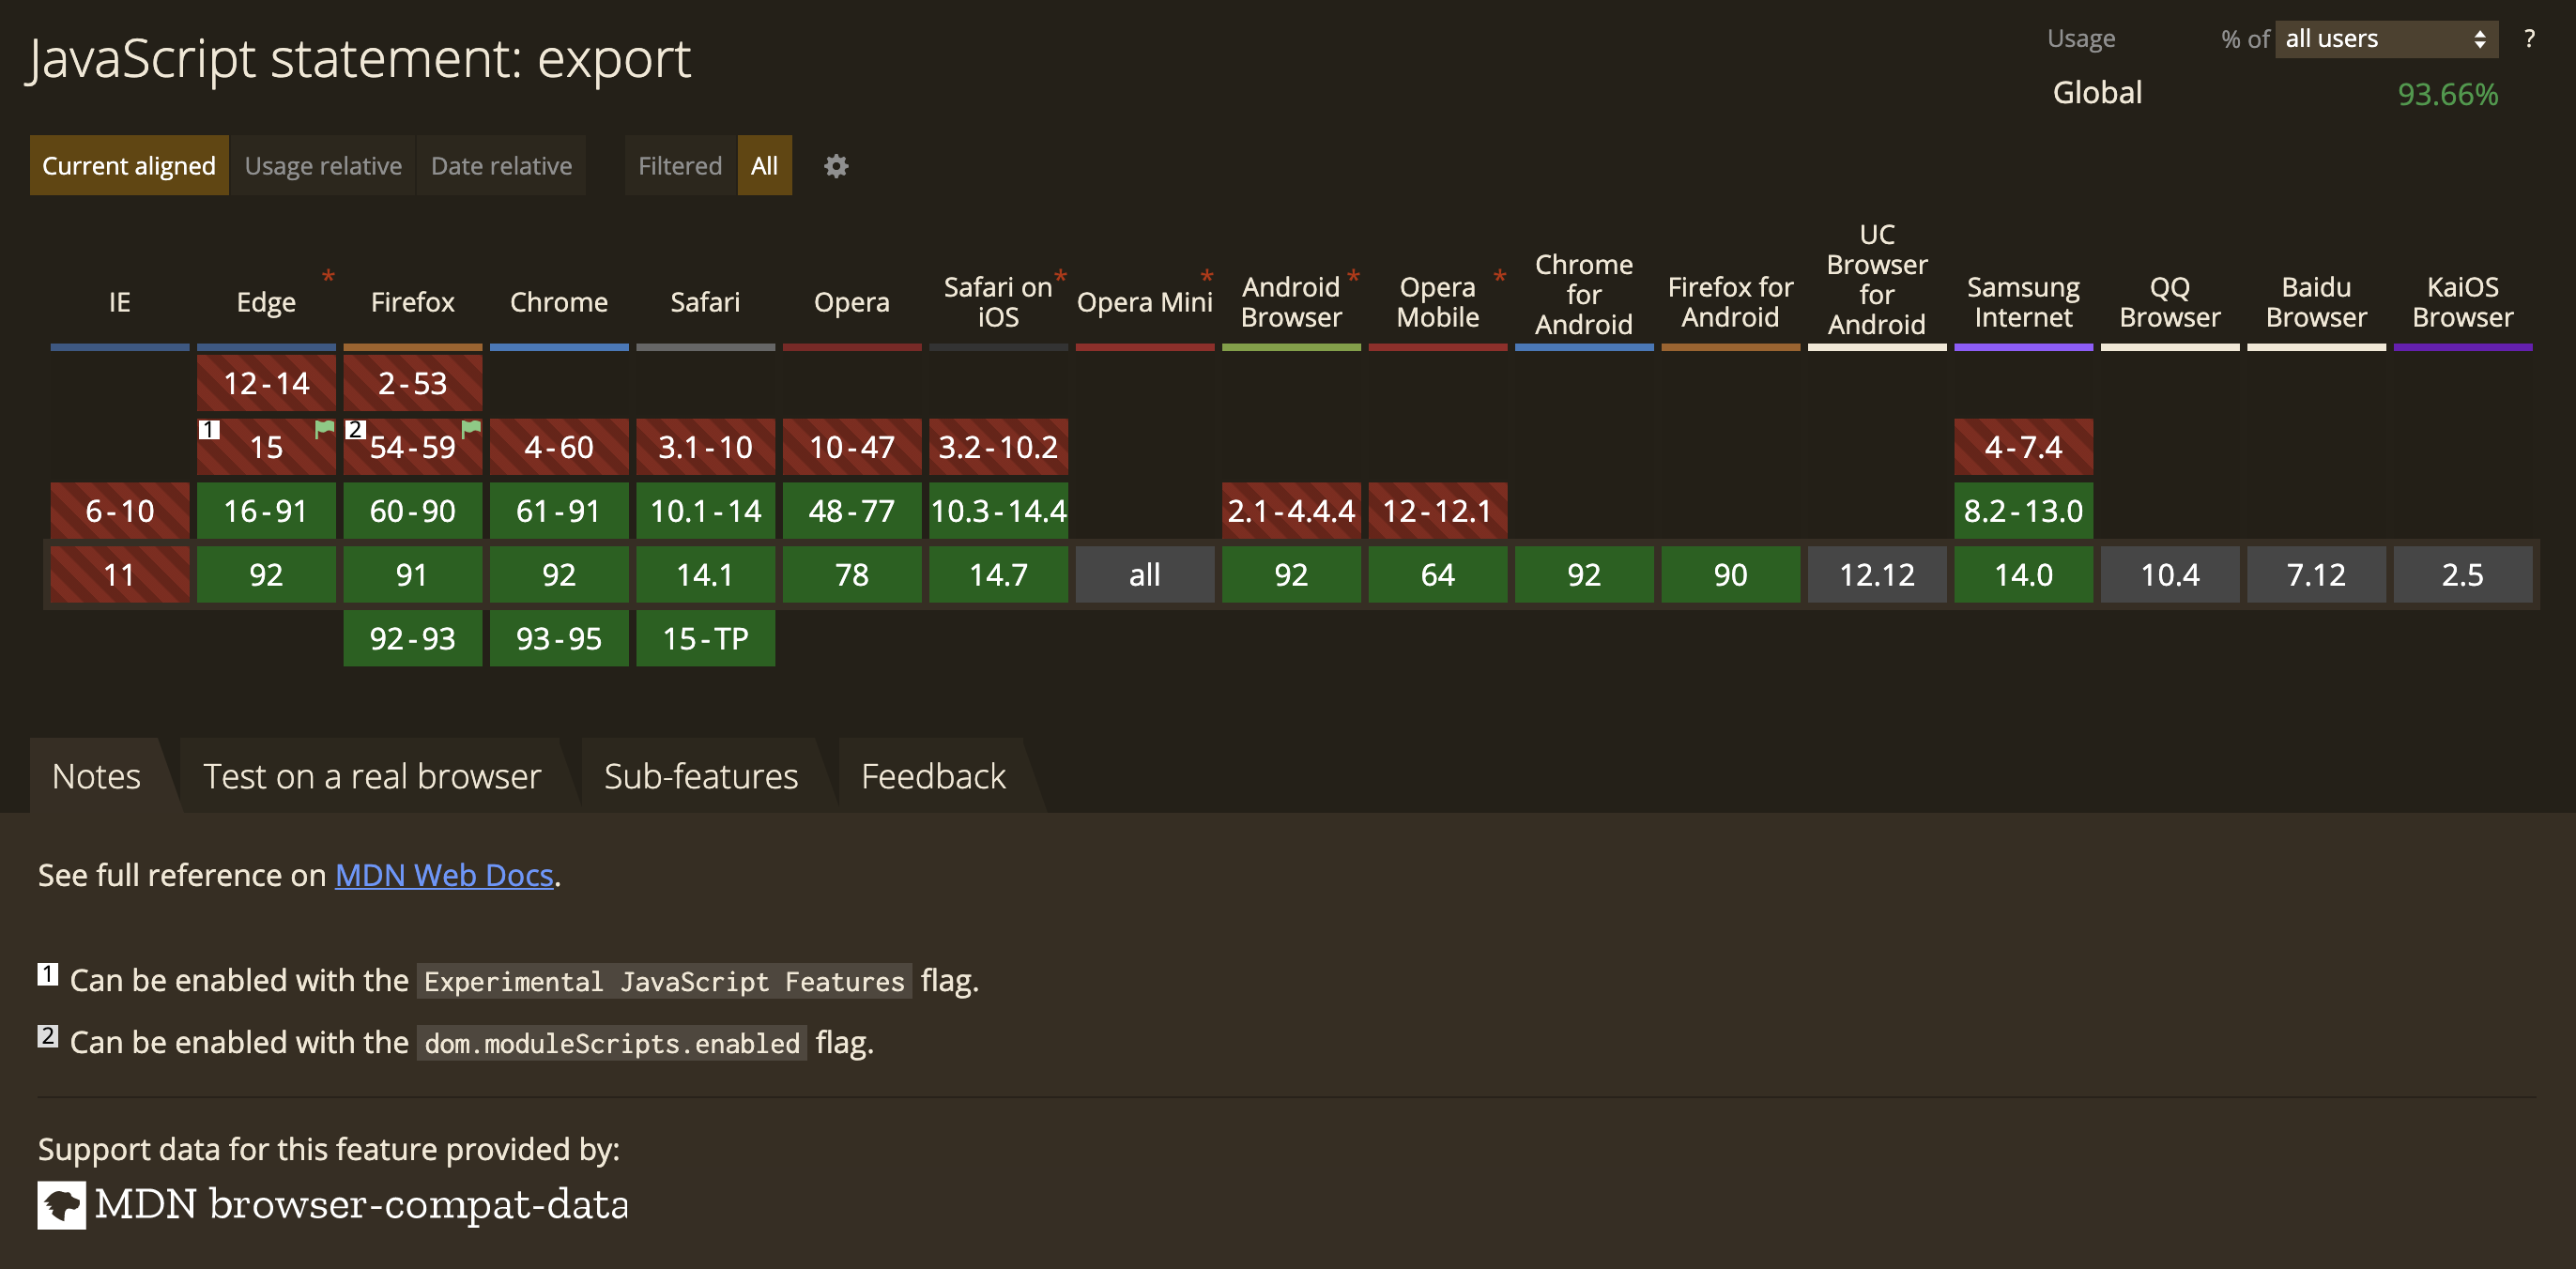 JavaScript statement: export
Usage % of all users ?
Global 93.66%
Current aligned Usage relative Date relative Filtered All
IE
Edge *
Firefox
Chrome
Safari
Opera
Safari on *
iOS
Opera Mini *
Android *
Browser
Opera *
Mobile
Chrome
for
Android
Firefox for
Android
UC
Browser
for
Android
Samsung
Internet
QQ
Browser
Baidu
Browser
KaiOS
Browser
12-14 2-53
1 15 2 54-59 4-60 3.1-10 10-47 3.2-10.2 4-7.4
6-10 16-91 60-90 61-91 10.1-14 48-77 10.3-14.4 2.1-4.4.4 12-12.1 8.2-13.0
11 92 91 92 14.1 78 14.7 all 92 64 92 90 12.12 14.0 10.4 7.12 2.5
92-93 93-95 15-TP
Notes Test on a real browser Sub-features Feedback
See full reference on MDN Web Docs.
1 Can be enabled with the Experimental JavaScript Features flag.
2 Can be enabled with the dom.moduleScripts.enabled flag.
Support data for this feature provided by:
MDN browser-compat-data